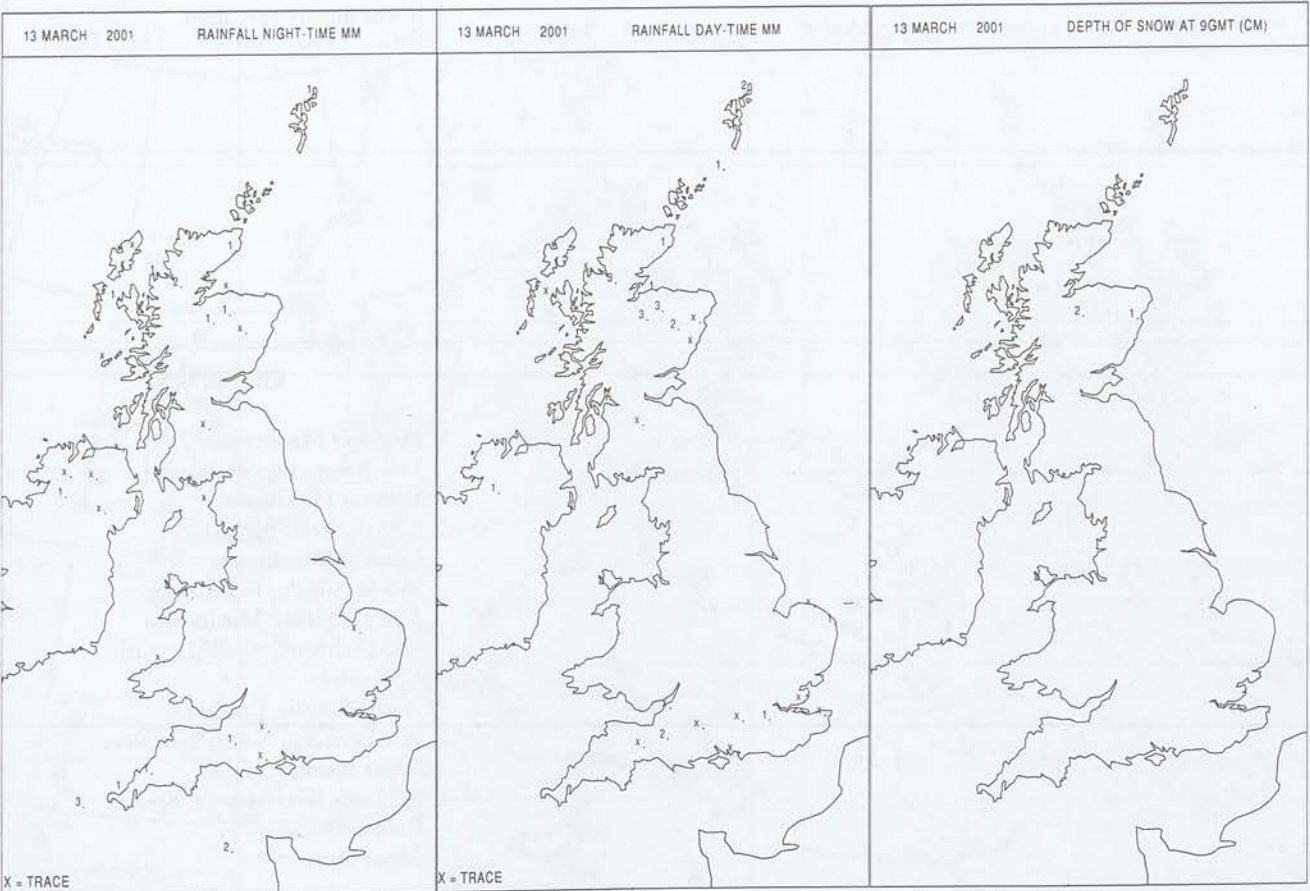 13 MARCH 2001 RAINFALL NIGHT-TIME MM
13 MARCH 2001 RAINFALL DAY-TIME MM
13 MARCH 2001 DEPTH OF SNOW AT 9GMT (CM)
2.
1.
1.
1.
2.
x
x
1
3.
2.
x
1.
3.
2.
1.
1.
x.
x
x
x.
x.
x.
1.
x.
1.
x
x
x.
1.
x
x.
x.
1.
x.
2.
x
1.
x
3.
2.
X = TRACE
X = TRACE